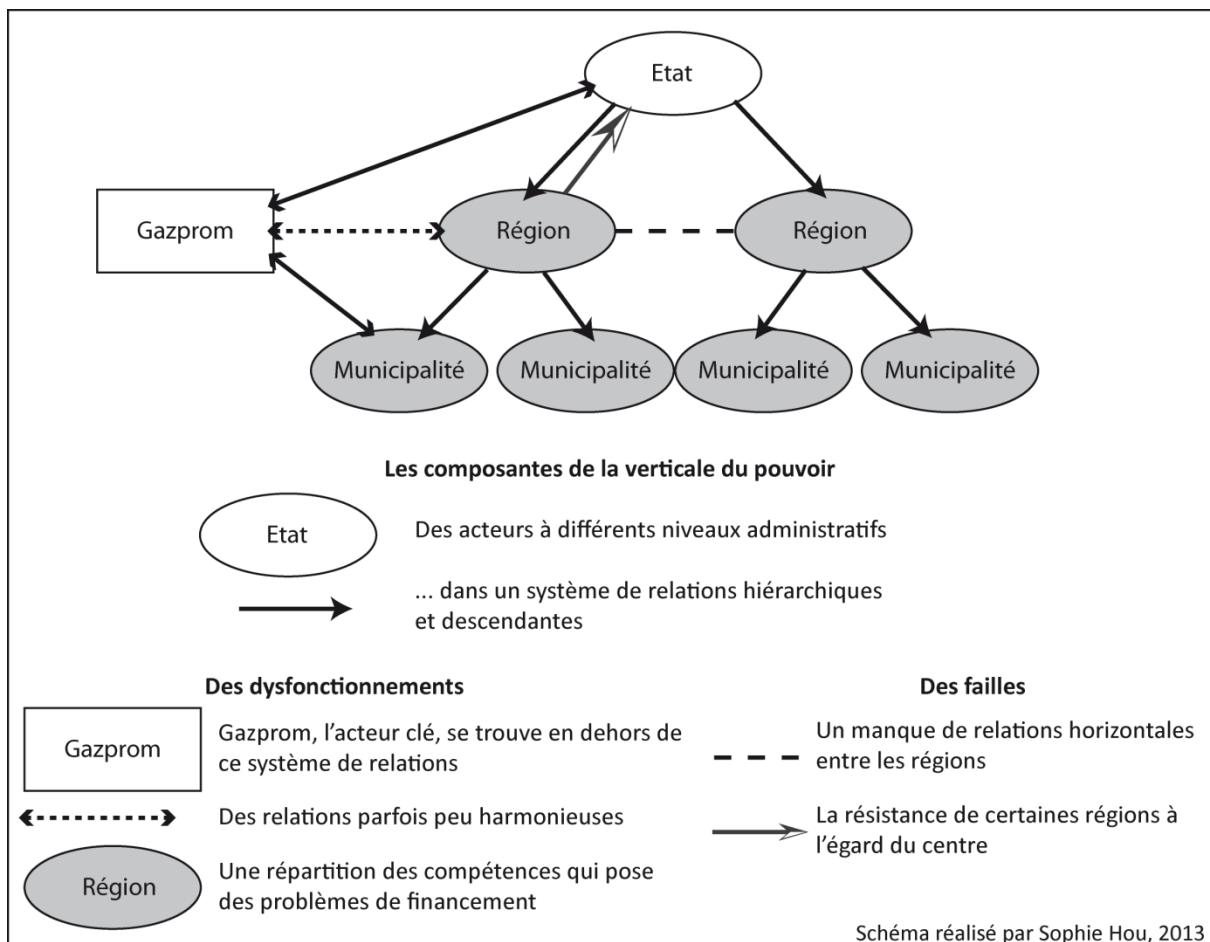 Etat
Gazprom
Région
Région
Municipalité
Municipalité
Municipalité
Municipalité
Les composantes de la verticale du pouvoir
Etat
Des acteurs à différents niveaux administratifs
... dans un système de relations hiérarchiques
et descendantes
Des dysfonctionnements
Gazprom
Gazprom, l'acteur clé, se trouve en dehors de
ce système de relations
Des relations parfois peu harmonieuses
Région
Une répartition des compétences qui pose
des problèmes de financement
Des failles
Un manque de relations horizontales
entre les régions
La résistance de certaines régions à
l'égard du centre
Schéma réalisé par Sophie Hou, 2013